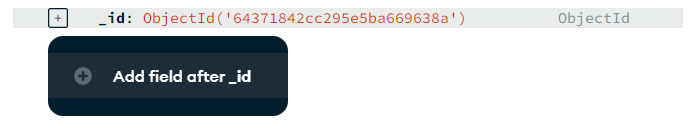 _id: ObjectId('64371842cc295e5ba669638a') ObjectId
Add field after _id